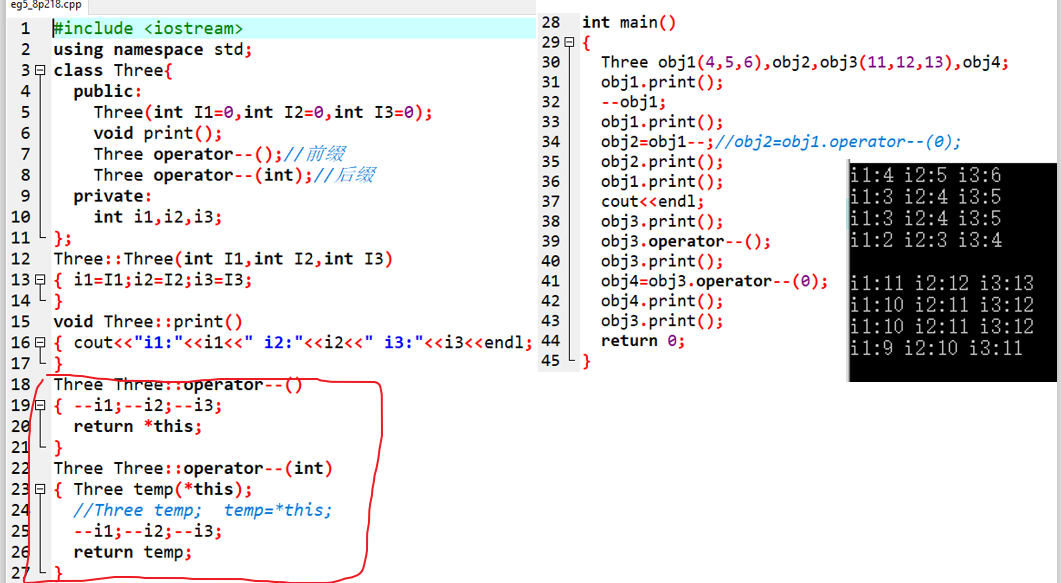 eg5_8p218.cpp
1 #include <iostream>
2 using namespace std;
3 class Three{
4 public:
5 Three(int I1=0,int I2=0,int I3=0);
6 void print();
7 Three operator--();//前缀
8 Three operator--(int);//后缀
9 private:
10 int i1,i2,i3;
11 };
12 Three::Three(int I1,int I2,int I3)
13 { i1=I1;i2=I2;i3=I3;
14 }
15 void Three::print()
16 { cout<<"i1:"<<i1<<" i2:"<<i2<<" i3:"<<i3<<endl;
17 }
18 Three Three::operator--()
19 { --i1;--i2;--i3;
20 return *this;
21 }
22 Three Three::operator--(int)
23 { Three temp(*this);
24 //Three temp; temp=*this;
25 --i1;--i2;--i3;
26 return temp;
27 }
28 int main()
29 {
30 Three obj1(4,5,6),obj2,obj3(11,12,13),obj4;
31 obj1.print();
32 --obj1;
33 obj1.print();
34 obj2=obj1--;//obj2=obj1.operator--(0);
35 obj2.print();
36 obj1.print();
37 cout<<endl;
38 obj3.print();
39 obj3.operator--();
40 obj3.print();
41 obj4=obj3.operator--(0);
42 obj4.print();
43 obj3.print();
44 return 0;
45 }
i1:4 i2:5 i3:6
i1:3 i2:4 i3:5
i1:3 i2:4 i3:5
i1:2 i2:3 i3:4
i1:11 i2:12 i3:13
i1:10 i2:11 i3:12
i1:10 i2:11 i3:12
i1:9 i2:10 i3:11